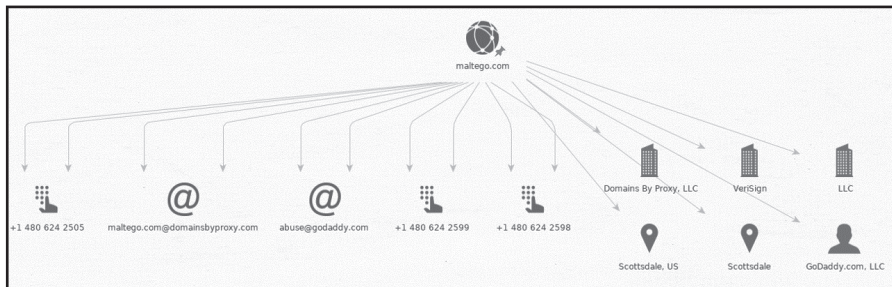 maltego.com
Domains By Proxy, LLC
VeriSign
LLC
+1 480 624 2505
maltego.com@domainsbyproxy.com
abuse@godaddy.com
+1 480 624 2599
+1 480 624 2598
Scottsdale, US
Scottsdale
GoDaddy.com, LLC